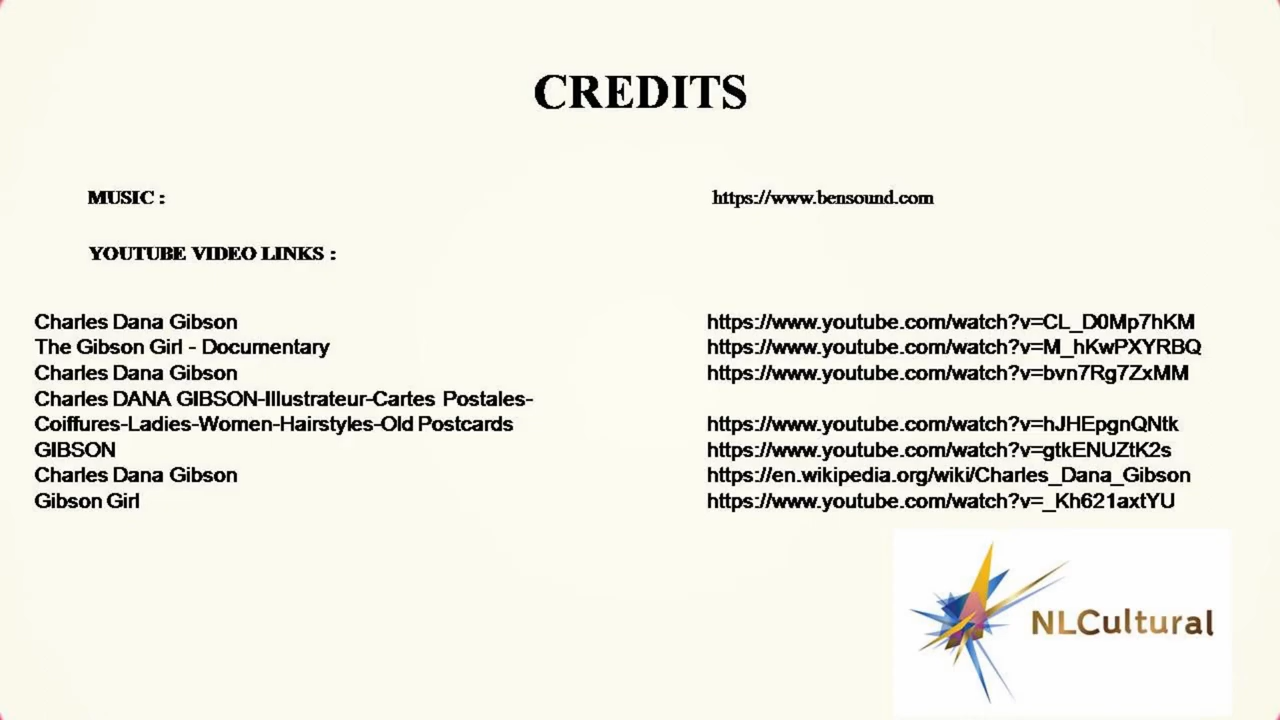 CREDITS
MUSIC : https://www.bensound.com
YOUTUBE VIDEO LINKS :
Charles Dana Gibson https://www.youtube.com/watch?v=CL_D0Mp7hKM
The Gibson Girl - Documentary https://www.youtube.com/watch?v=M_hKwPXYRBQ
Charles Dana Gibson https://www.youtube.com/watch?v=bvn7Rg7ZxMM
Charles DANA GIBSON-Illustrateur-Cartes Postales-
Coiffures-Ladies-Women-Hairstyles-Old Postcards https://www.youtube.com/watch?v=hJHEpgnQNtk
GIBSON https://www.youtube.com/watch?v=gtkENUZtK2s
Charles Dana Gibson https://en.wikipedia.org/wiki/Charles_Dana_Gibson
Gibson Girl https://www.youtube.com/watch?v=_Kh621axtYU
NLCultural